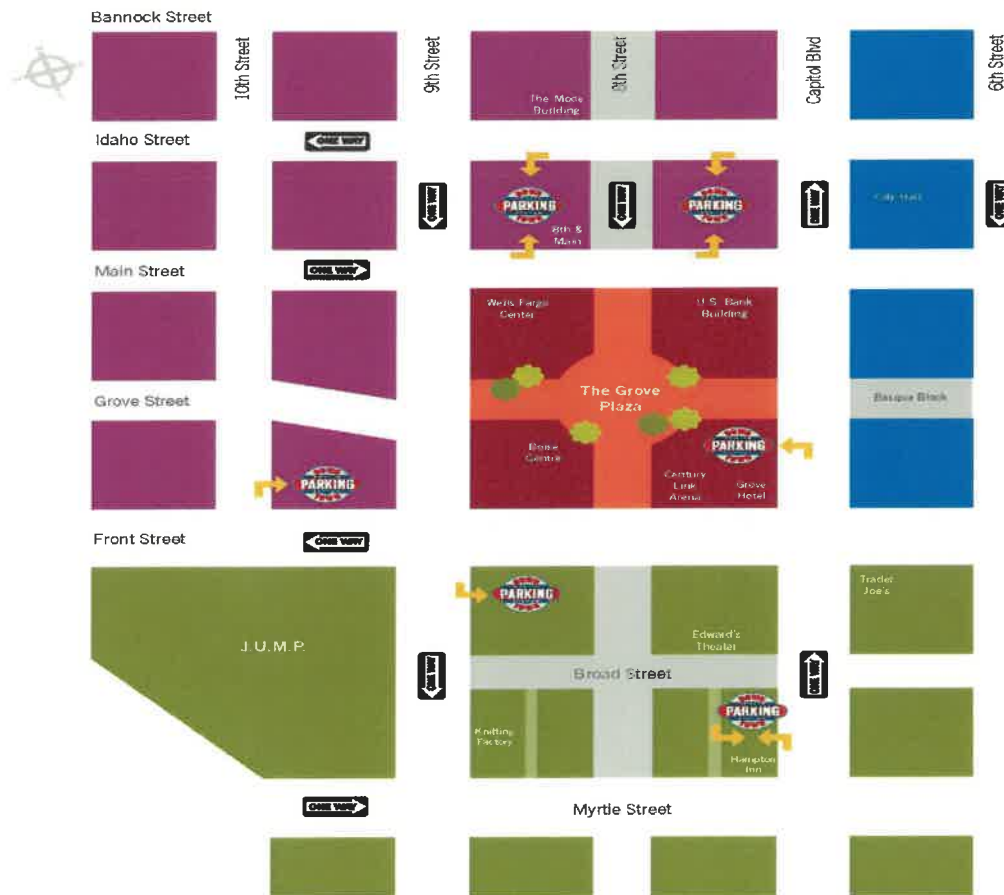 Bannock Street
10th Street
9th Street
8th Street
Capitol Blvd
6th Street
The Mode
Building
Idaho Street
ONE WAY
PARKING
PARKING
ONE WAY
ONE WAY
ONE WAY
City Hall
ONE WAY
8th &
Main
Main Street
ONE WAY
Wells Fargo
Center
U.S. Bank
Building
The Grove
Plaza
Grove Street
Basque Block
Boise
Centre
PARKING
Century
Link
Arena
Grove
Hotel
PARKING
Front Street
ONE WAY
PARKING
Trader
Joe's
J.U.M.P.
Edward's
Theater
ONE WAY
Broad Street
ONE WAY
PARKING
Knitting
Factory
Hampton
Inn
ONE WAY
Myrtle Street